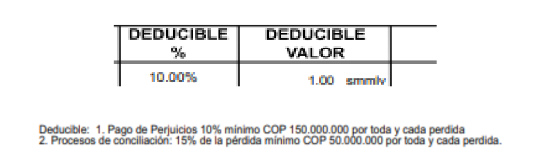 DEDUCIBLE DEDUCIBLE
% VALOR
10.00% 1.00 smmlv
Deducible: 1. Pago de Perjuicios 10% mínimo COP 150.000.000 por toda y cada perdida
2. Procesos de conciliación: 15% de la pérdida mínimo COP 50.000.000 por toda y cada perdida.